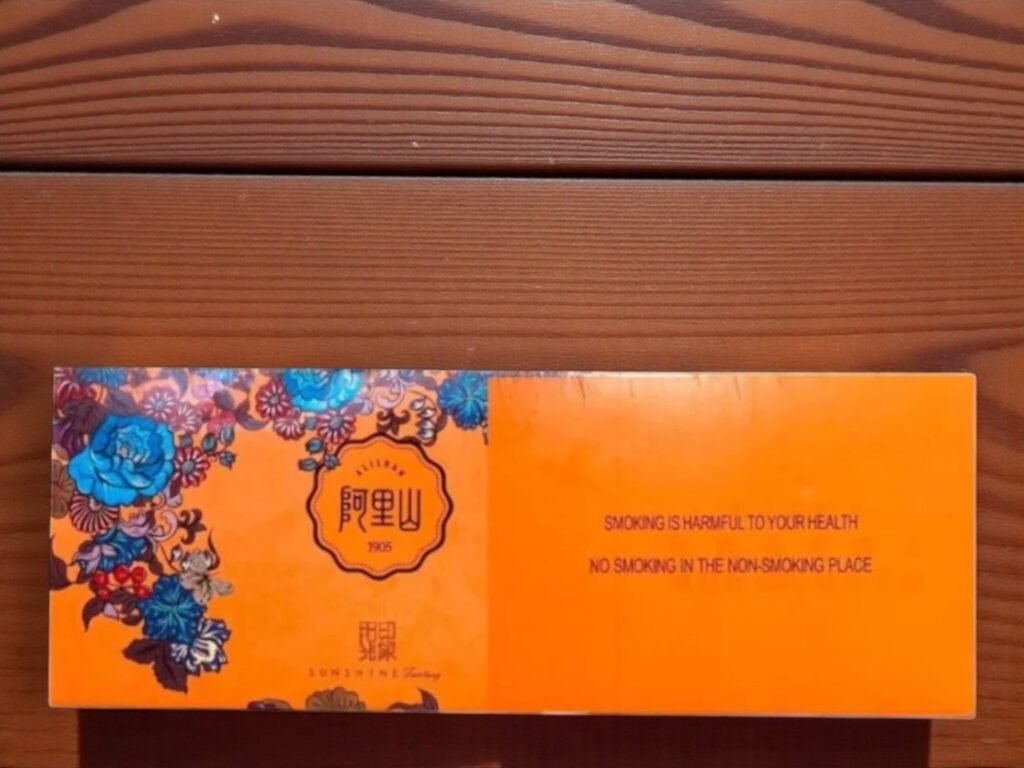 ALISHAN
阿里山
1905
SUNSHINE Fantasy
SMOKING IS HARMFUL TO YOUR HEALTH
NO SMOKING IN THE NON-SMOKING PLACE